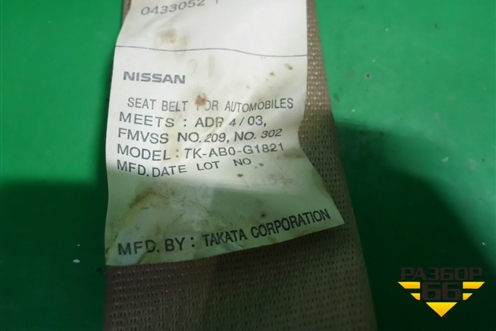 0433052
NISSAN
SEAT BELT FOR AUTOMOBILES
MEETS : ADR 4/03,
FMVSS NO. 209, NO. 302
MODEL : TK-AB0-G1821
MFD. DATE LOT NO.
MFD. BY : TAKATA CORPORATION
РАЗБОР
66